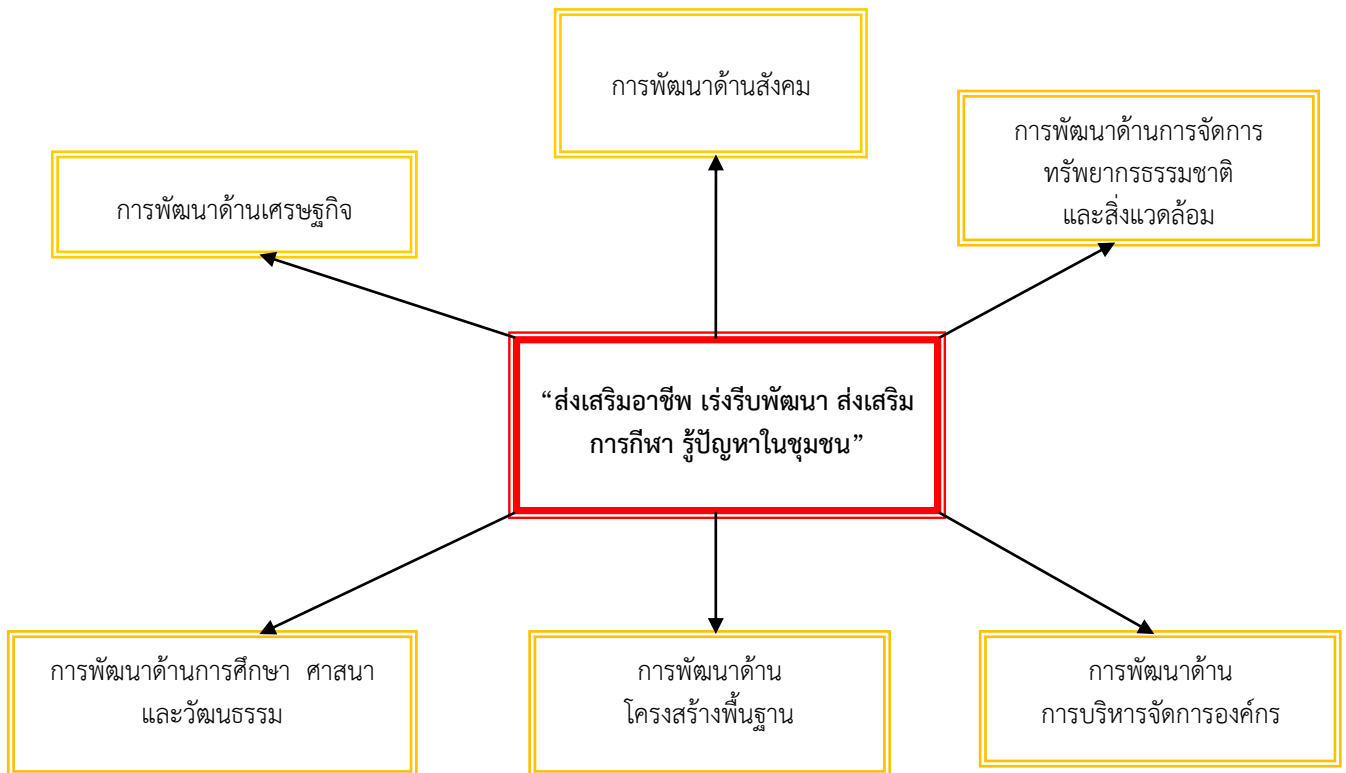 การพัฒนาด้านสังคม
การพัฒนาด้านการจัดการ
ทรัพยากรธรรมชาติ
และสิ่งแวดล้อม
การพัฒนาด้านเศรษฐกิจ
“ส่งเสริมอาชีพ เร่งรีบพัฒนา ส่งเสริม
การกีฬา รู้ปัญหาในชุมชน”
การพัฒนาด้านการศึกษา ศาสนา
และวัฒนธรรม
การพัฒนาด้าน
โครงสร้างพื้นฐาน
การพัฒนาด้าน
การบริหารจัดการองค์กร